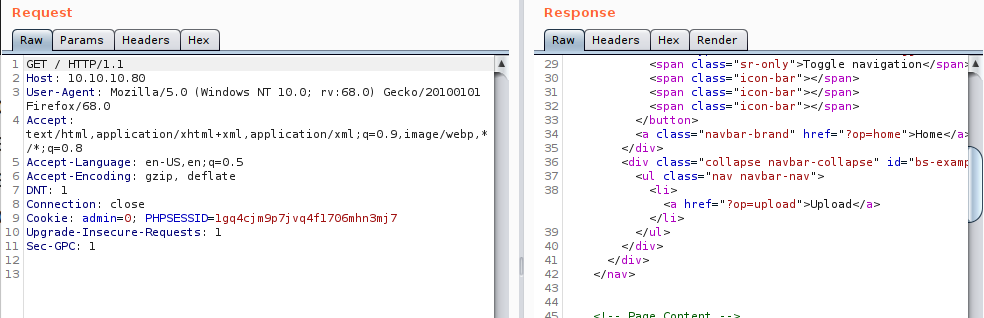 Request
Raw Params Headers Hex
1 GET / HTTP/1.1
2 Host: 10.10.10.80
3 User-Agent: Mozilla/5.0 (Windows NT 10.0; rv:68.0) Gecko/20100101
Firefox/68.0
4 Accept:
text/html,application/xhtml+xml,application/xml;q=0.9,image/webp,*
/*;q=0.8
5 Accept-Language: en-US,en;q=0.5
6 Accept-Encoding: gzip, deflate
7 DNT: 1
8 Connection: close
9 Cookie: admin=0; PHPSESSID=1gq4cjm9p7jvq4f1706mhn3mj7
10 Upgrade-Insecure-Requests: 1
11 Sec-GPC: 1
12
13
Response
Raw Headers Hex Render
29 <span class="sr-only">Toggle navigation</span>
30 <span class="icon-bar"></span>
31 <span class="icon-bar"></span>
32 <span class="icon-bar"></span>
33 </button>
34 <a class="navbar-brand" href="?op=home">Home</a>
35 </div>
36 <div class="collapse navbar-collapse" id="bs-examp
37 <ul class="nav navbar-nav">
38 <li>
<a href="?op=upload">Upload</a>
</li>
39 </ul>
40 </div>
41 </div>
42 </nav>
43
44
45 <!-- Page Content -->